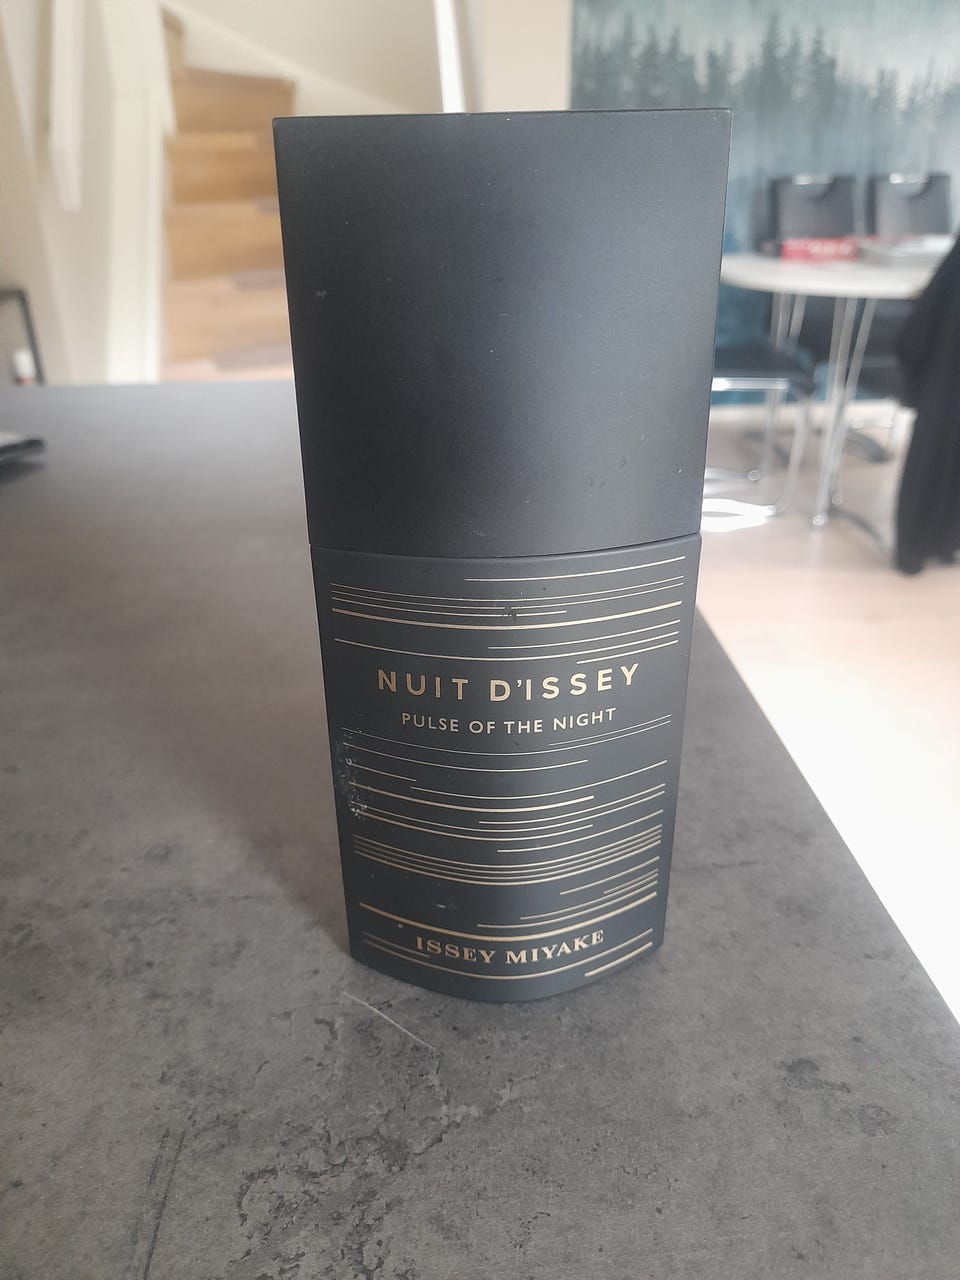 NUIT D'ISSEY
PULSE OF THE NIGHT
ISSEY MIYAKE